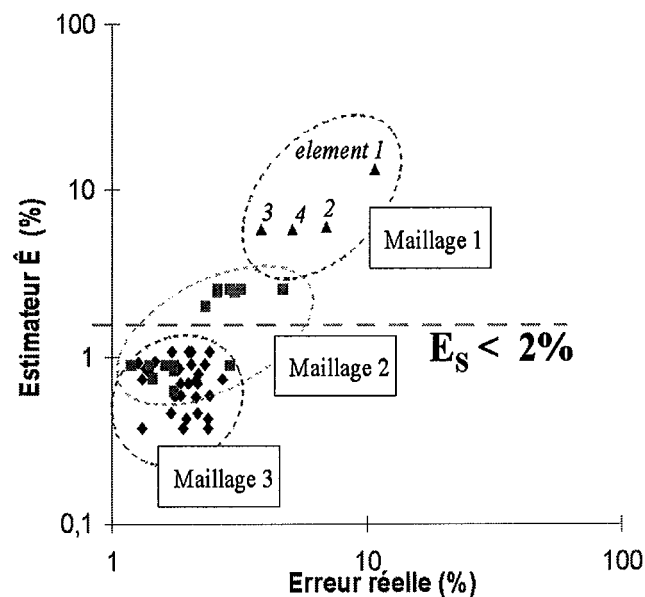 100
10
1
0,1
Estimateur Ê (%)
element 1
3 4 2
Maillage 1
E_S < 2%
Maillage 2
Maillage 3
1 10 100
Erreur réelle (%)